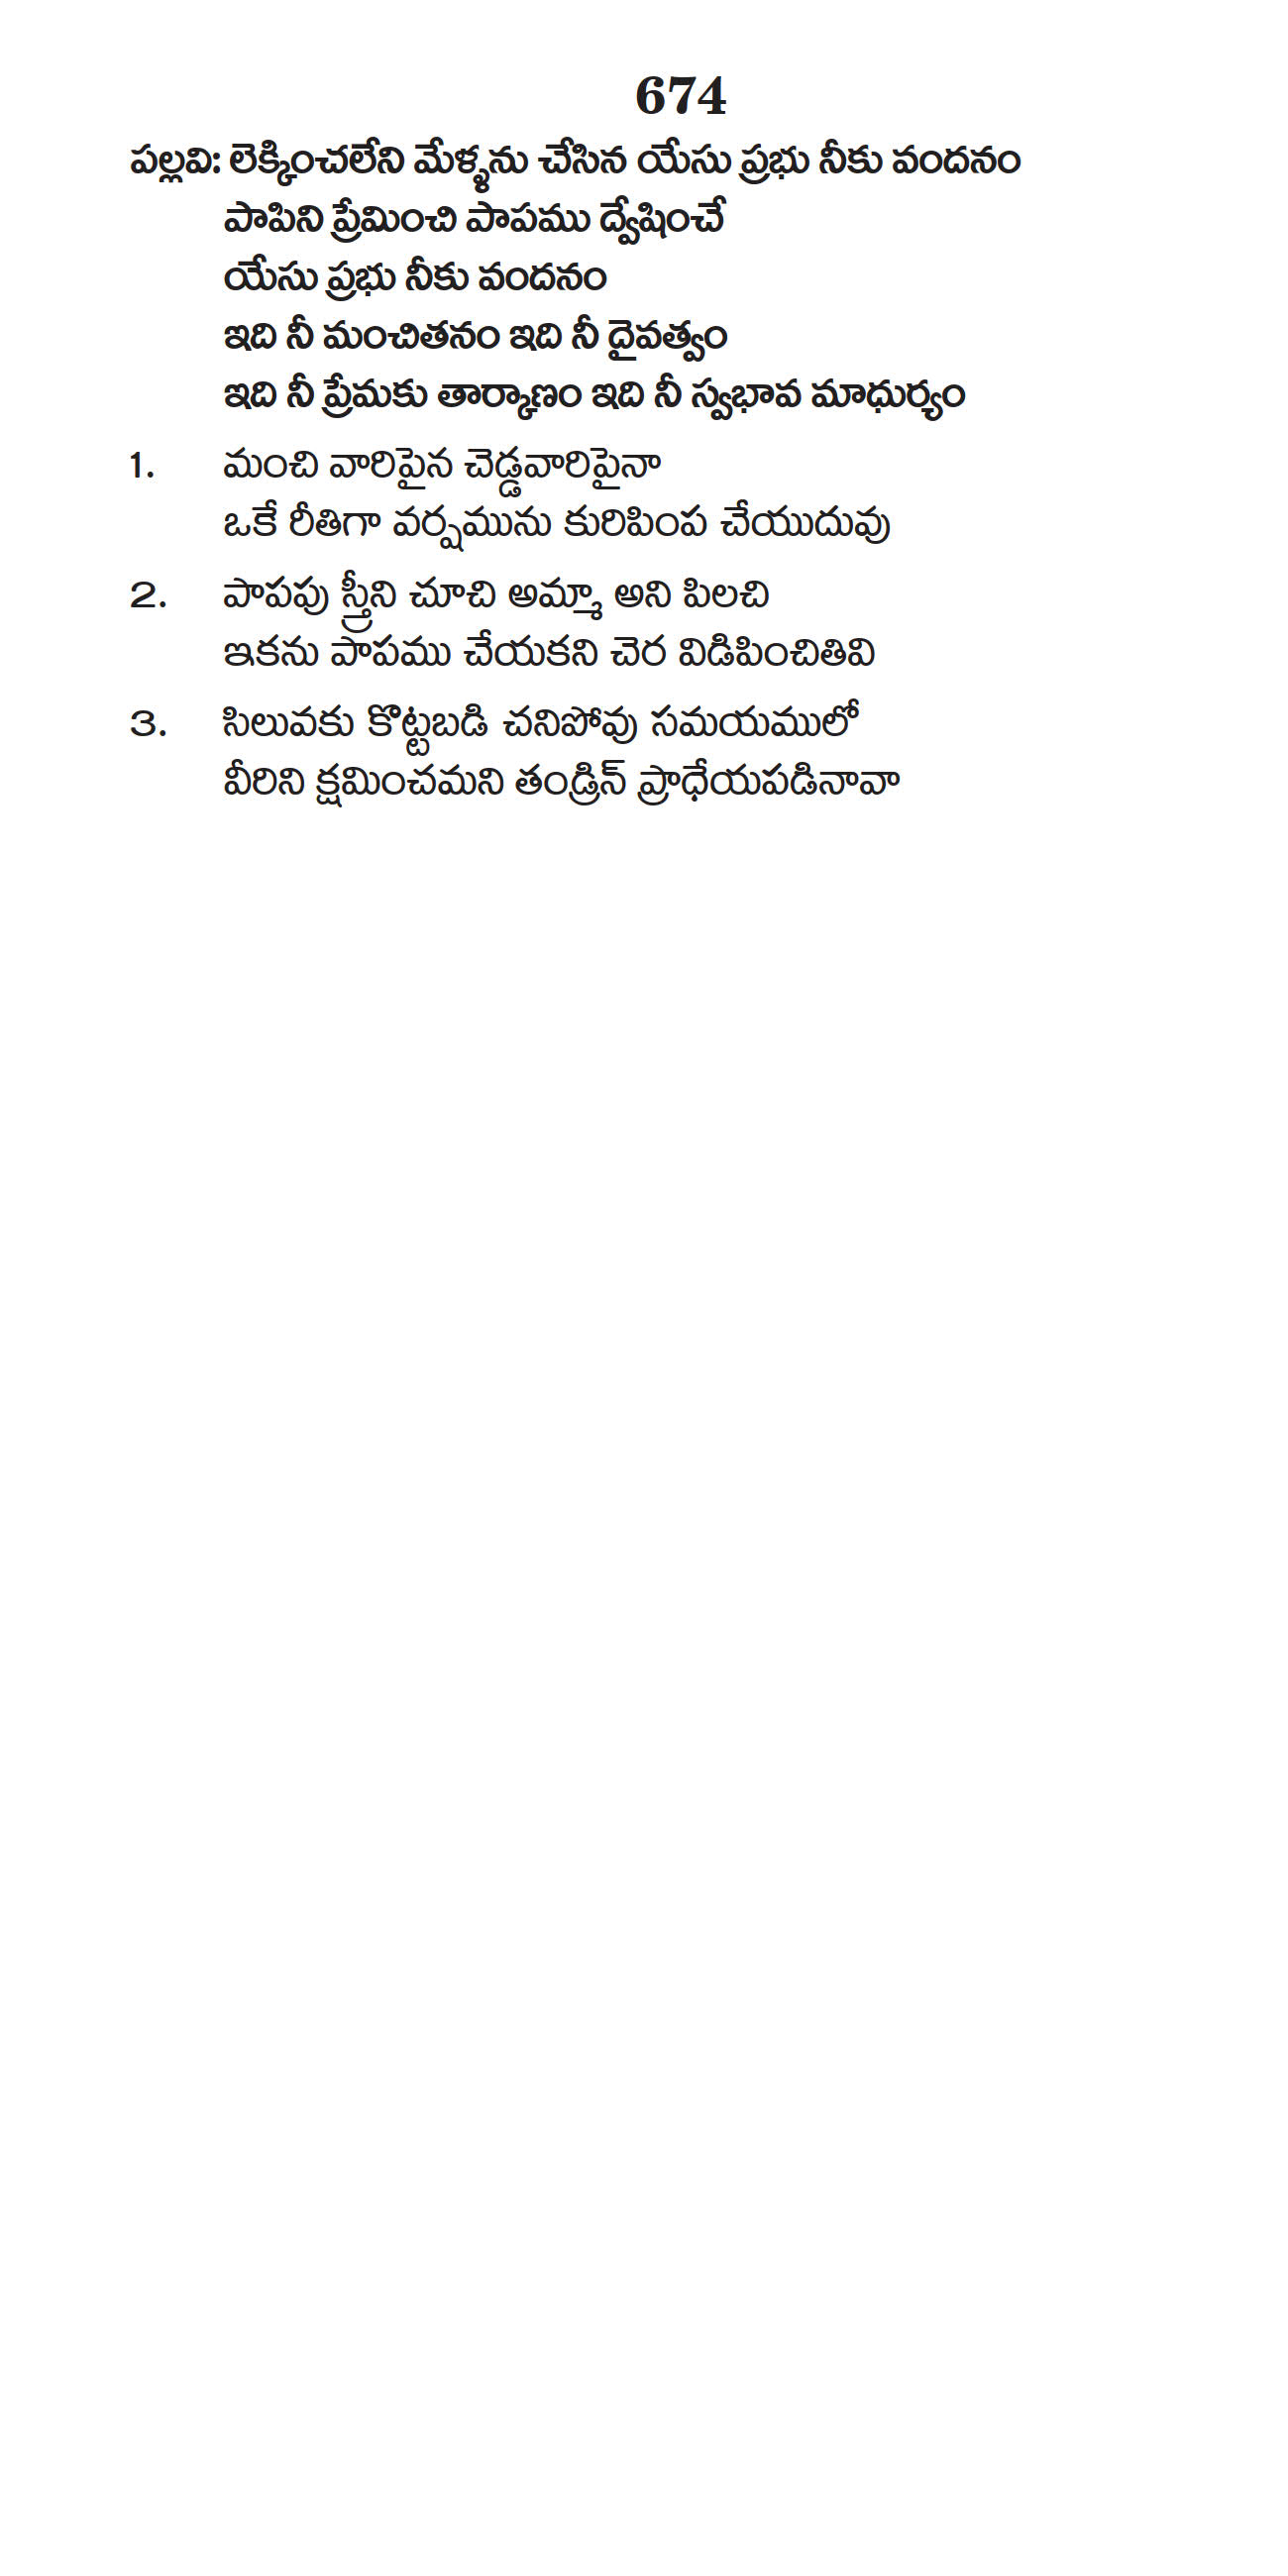 674
పల్లవి: లెక్కించలేని మేళ్ళను చేసిన యేసు ప్రభు నీకు వందనం
పాపిని ప్రేమించి పాపము ద్వేషించే
యేసు ప్రభు నీకు వందనం
ఇది నీ మంచితనం ఇది నీ దైవత్వం
ఇది నీ ప్రేమకు తార్కాణం ఇది నీ స్వభావ మాధుర్యం
1. మంచి వారిపైన చెడ్డవారిపైనా
ఒకే రీతిగా వర్షమును కురిపింప చేయుదువు
2. పాపపు స్త్రీని చూచి అమ్మా అని పిలచి
ఇకను పాపము చేయకని చెర విడిపించితివి
3. సిలువకు కొట్టబడి చనిపోవు సమయములో
వీరిని క్షమించమని తండ్రిన్ ప్రాధేయపడినావా